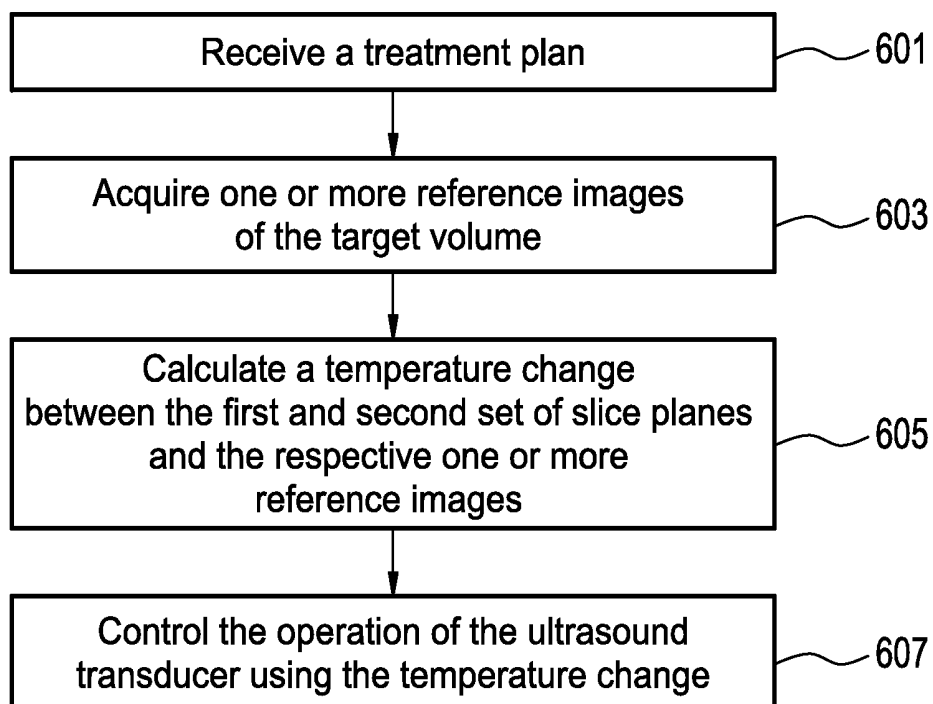 Receive a treatment plan
601
Acquire one or more reference images
of the target volume
603
Calculate a temperature change
between the first and second set of slice planes
and the respective one or more
reference images
605
Control the operation of the ultrasound
transducer using the temperature change
607